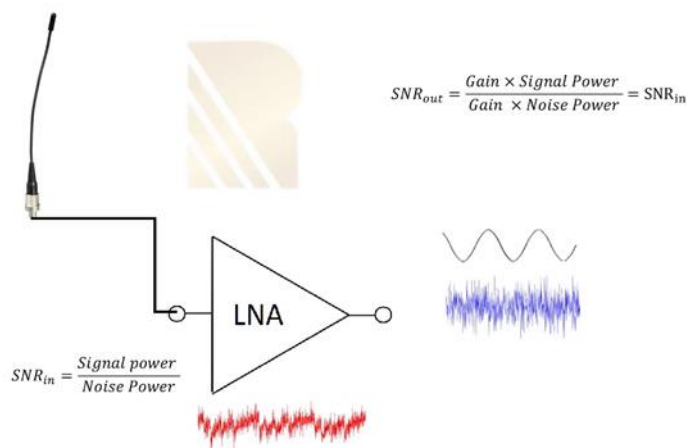 SNR_out = Gain × Signal Power / Gain × Noise Power = SNR_in
LNA
SNR_in = Signal power / Noise Power